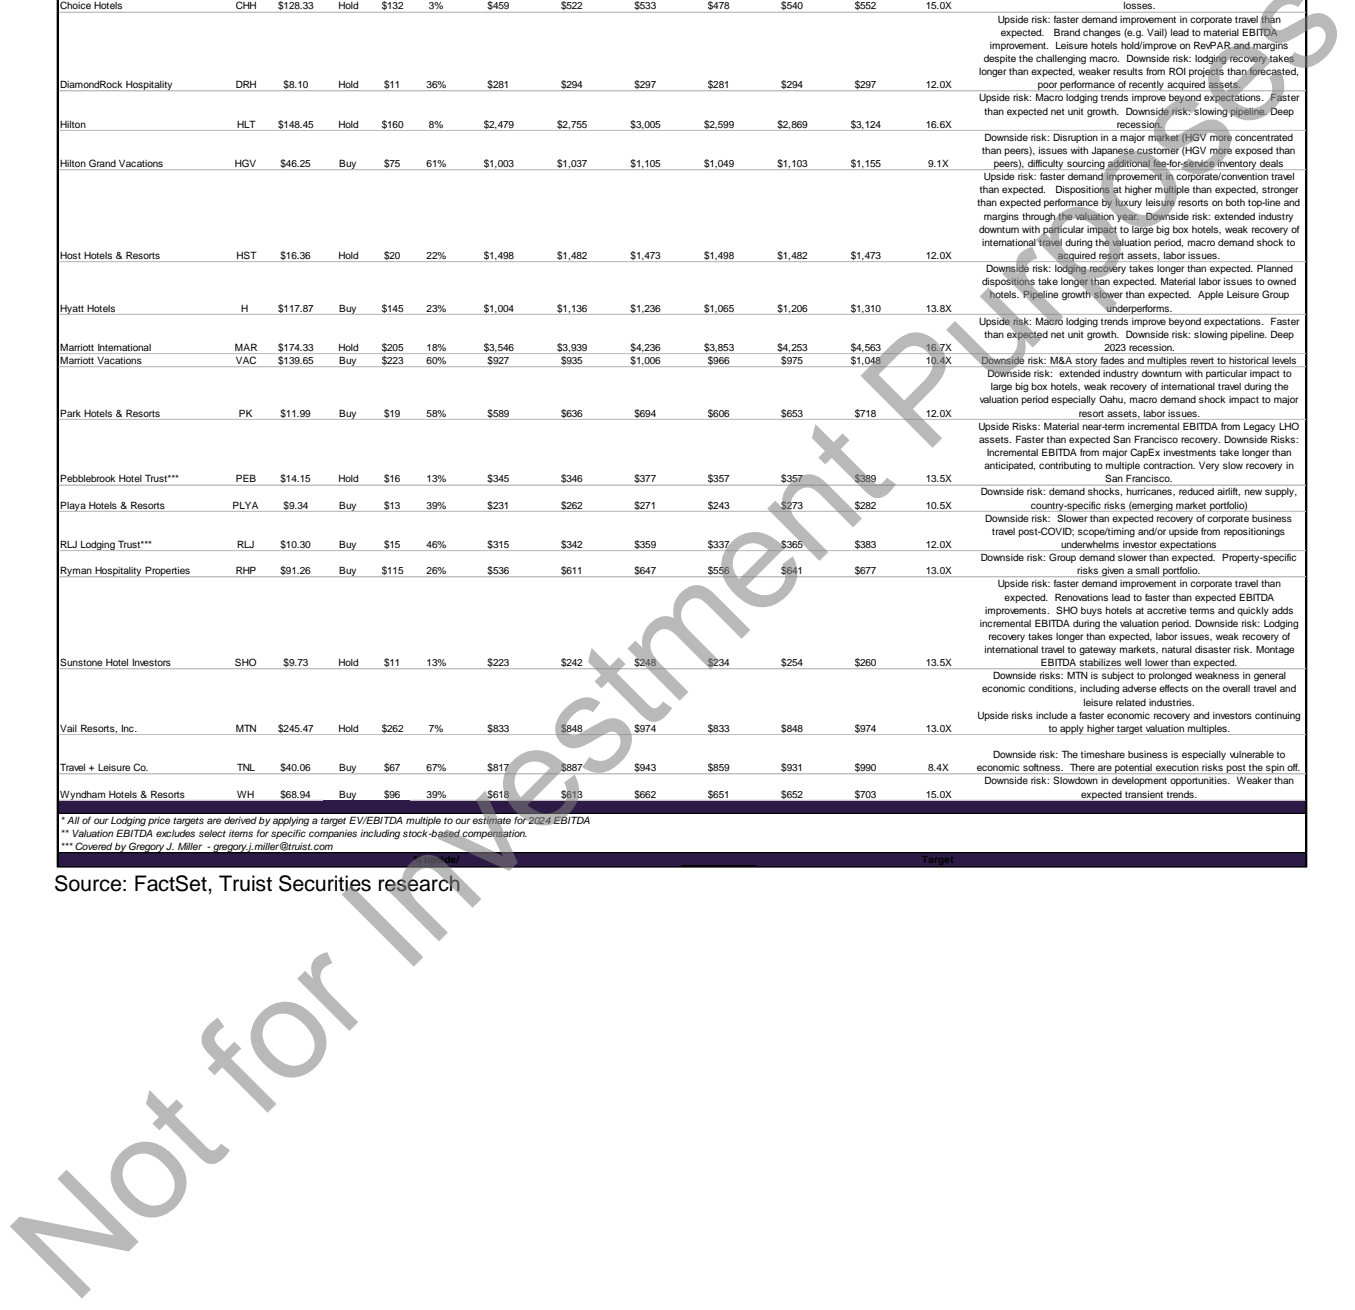 Choice Hotels CHH $128.33 Hold $132 3% $459 $522 $533 $478 $540 $552 15.0X losses.
Upside risk: faster demand improvement in corporate travel than
expected. Brand changes (e.g. Vail) lead to material EBITDA
improvement. Leisure hotels hold/improve on RevPAR and margins
despite the challenging macro. Downside risk: lodging recovery takes
longer than expected, weaker results from ROI projects than forecasted,
DiamondRock Hospitality DRH $8.10 Hold $11 36% $281 $294 $297 $281 $294 $297 12.0X poor performance of recently acquired assets.
Upside risk: Macro lodging trends improve beyond expectations. Faster
than expected net unit growth. Downside risk: slowing pipeline. Deep
Hilton HLT $148.45 Hold $160 8% $2,479 $2,755 $3,005 $2,599 $2,869 $3,124 16.6X recession.
Downside risk: Disruption in a major market (HGV more concentrated
than peers), issues with Japanese customer (HGV more exposed than
Hilton Grand Vacations HGV $46.25 Buy $75 61% $1,003 $1,037 $1,105 $1,049 $1,103 $1,155 9.1X peers), difficulty sourcing additional fee-for-service inventory deals
Upside risk: faster demand improvement in corporate/convention travel
than expected. Dispositions at higher multiple than expected, stronger
than expected performance by luxury leisure resorts on both top-line and
margins through the valuation year. Downside risk: extended industry
downturn with particular impact to large big box hotels, weak recovery of
international travel during the valuation period, macro demand shock to
Host Hotels & Resorts HST $16.36 Hold $20 22% $1,498 $1,482 $1,473 $1,498 $1,482 $1,473 12.0X acquired resort assets, labor issues.
Downside risk: lodging recovery takes longer than expected. Planned
dispositions take longer than expected. Material labor issues to owned
hotels. Pipeline growth slower than expected. Apple Leisure Group
Hyatt Hotels H $117.87 Buy $145 23% $1,004 $1,136 $1,236 $1,065 $1,206 $1,310 13.8X underperforms.
Upside risk: Macro lodging trends improve beyond expectations. Faster
than expected net unit growth. Downside risk: slowing pipeline. Deep
Marriott International MAR $174.33 Hold $205 18% $3,546 $3,939 $4,236 $3,853 $4,253 $4,563 16.7X 2023 recession.
Marriott Vacations VAC $139.65 Buy $223 60% $927 $935 $1,006 $966 $975 $1,048 10.4X Downside risk: M&A story fades and multiples revert to historical levels
Downside risk: extended industry downturn with particular impact to
large big box hotels, weak recovery of international travel during the
valuation period especially Oahu, macro demand shock impact to major
Park Hotels & Resorts PK $11.99 Buy $19 58% $589 $636 $694 $606 $653 $718 12.0X resort assets, labor issues.
Upside Risks: Material near-term incremental EBITDA from Legacy LHO
assets. Faster than expected San Francisco recovery. Downside Risks:
Incremental EBITDA from major CapEx investments take longer than
anticipated, contributing to multiple contraction. Very slow recovery in
Pebblebrook Hotel Trust*** PEB $14.15 Hold $16 13% $345 $346 $377 $357 $357 $389 13.5X San Francisco.
Downside risk: demand shocks, hurricanes, reduced airlift, new supply,
Playa Hotels & Resorts PLYA $9.34 Buy $13 39% $231 $262 $271 $243 $273 $282 10.5X country-specific risks (emerging market portfolio)
Downside risk: Slower than expected recovery of corporate business
travel post-COVID; scope/timing and/or upside from repositionings
RLJ Lodging Trust*** RLJ $10.30 Buy $15 46% $315 $342 $359 $337 $365 $383 12.0X underwhelms investor expectations
Downside risk: Group demand slower than expected. Property-specific
Ryman Hospitality Properties RHP $91.26 Buy $115 26% $536 $611 $647 $556 $641 $677 13.0X risks given a small portfolio.
Upside risk: faster demand improvement in corporate travel than
expected. Renovations lead to faster than expected EBITDA
improvements. SHO buys hotels at accretive terms and quickly adds
incremental EBITDA during the valuation period. Downside risk: Lodging
recovery takes longer than expected, labor issues, weak recovery of
international travel to gateway markets, natural disaster risk. Montage
Sunstone Hotel Investors SHO $9.73 Hold $11 13% $223 $242 $248 $234 $254 $260 13.5X EBITDA stabilizes well lower than expected.
Downside risks: MTN is subject to prolonged weakness in general
economic conditions, including adverse effects on the overall travel and
leisure related industries.
Upside risks include a faster economic recovery and investors continuing
Vail Resorts, Inc. MTN $245.47 Hold $262 7% $833 $848 $974 $833 $848 $974 13.0X to apply higher target valuation multiples.
Downside risk: The timeshare business is especially vulnerable to
Travel + Leisure Co. TNL $40.06 Buy $67 67% $817 $887 $943 $859 $931 $990 8.4X economic softness. There are potential execution risks post the spin off.
Downside risk: Slowdown in development opportunities. Weaker than
Wyndham Hotels & Resorts WH $68.94 Buy $96 39% $618 $613 $662 $651 $652 $703 15.0X expected transient trends.
* All of our Lodging price targets are derived by applying a target EV/EBITDA multiple to our estimate for 2024 EBITDA
** Valuation EBITDA excludes select items for specific companies including stock-based compensation.
*** Covered by Gregory J. Miller - gregory.j.miller@truist.com
% upside/ Target
Source: FactSet, Truist Securities research
Not for Investment Purposes